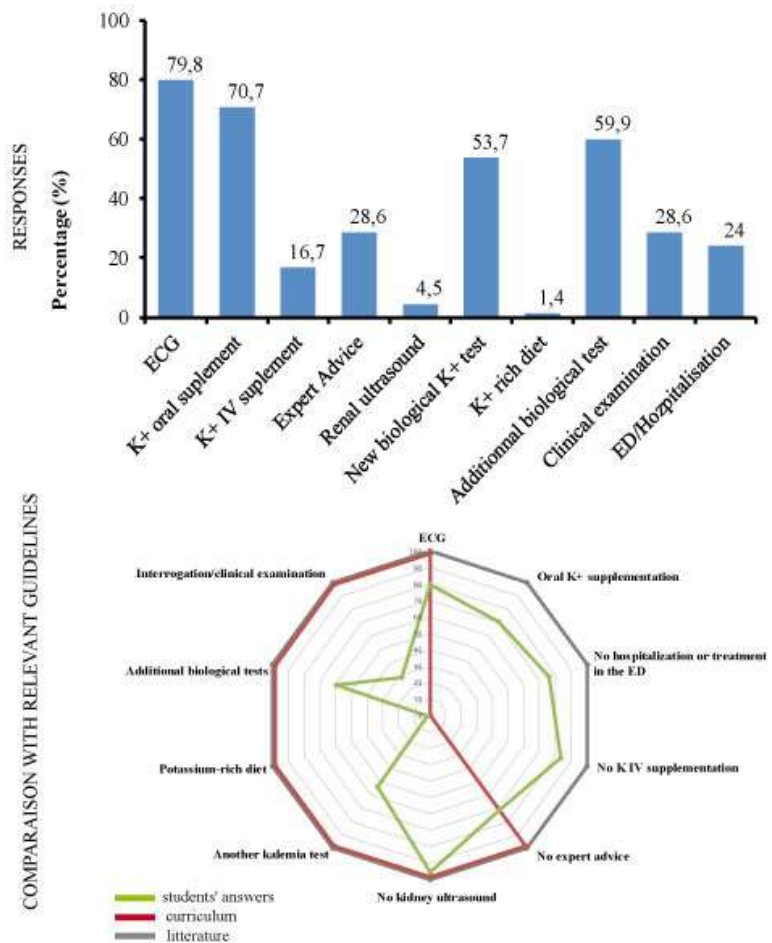 RESPONSES
Percentage (%)
100
80
60
40
20
0
79,8
70,7
16,7
28,6
4,5
53,7
1,4
59,9
28,6
24
ECG
K+ oral suplement
K+ IV suplement
Expert Advice
Renal ultrasound
New biological K+ test
K+ rich diet
Additionnal biological test
Clinical examination
ED/Hozpitalisation
COMPARAISON WITH RELEVANT GUIDELINES
ECG
Oral K+ supplementation
No hospitalization or treatment
in the ED
No K IV supplementation
No expert advice
No kidney ultrasound
Another kalemia test
Potassium-rich diet
Additional biological tests
Interrogation/clinical examination
students' answers
curriculum
litterature